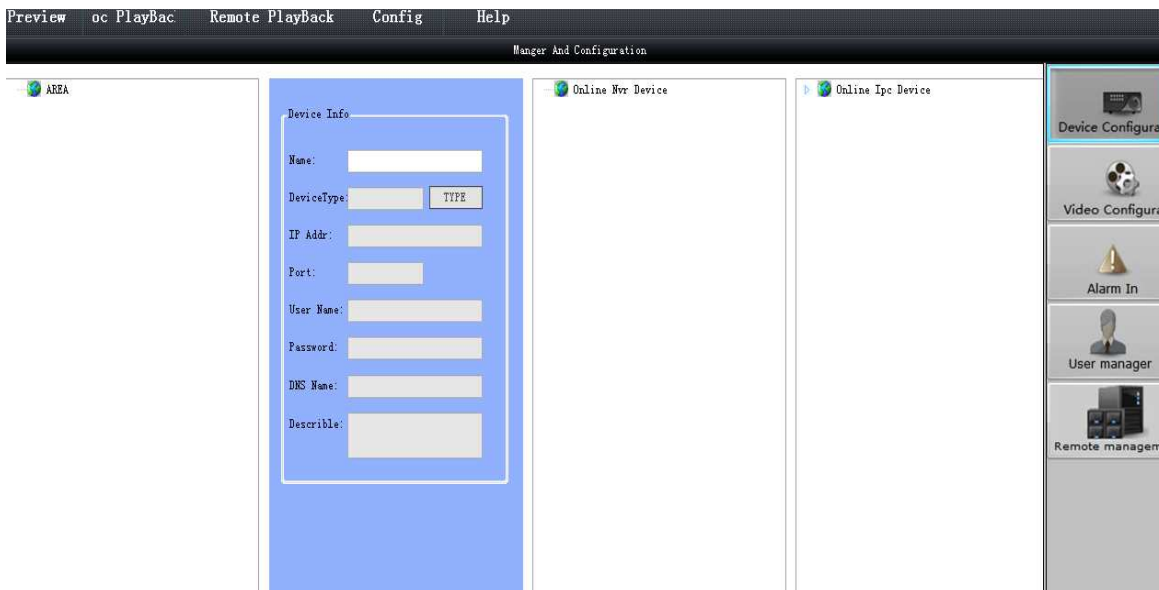 Preview oc PlayBac Remote PlayBack Config Help
Manger And Configuration
AREA
Device Info
Name:
DeviceType: TYPE
IP Addr:
Port:
User Name:
Password:
DNS Name:
Describle:
Online Nvr Device
Online Ipc Device
Device Configura
Video Configura
Alarm In
User manager
Remote managem